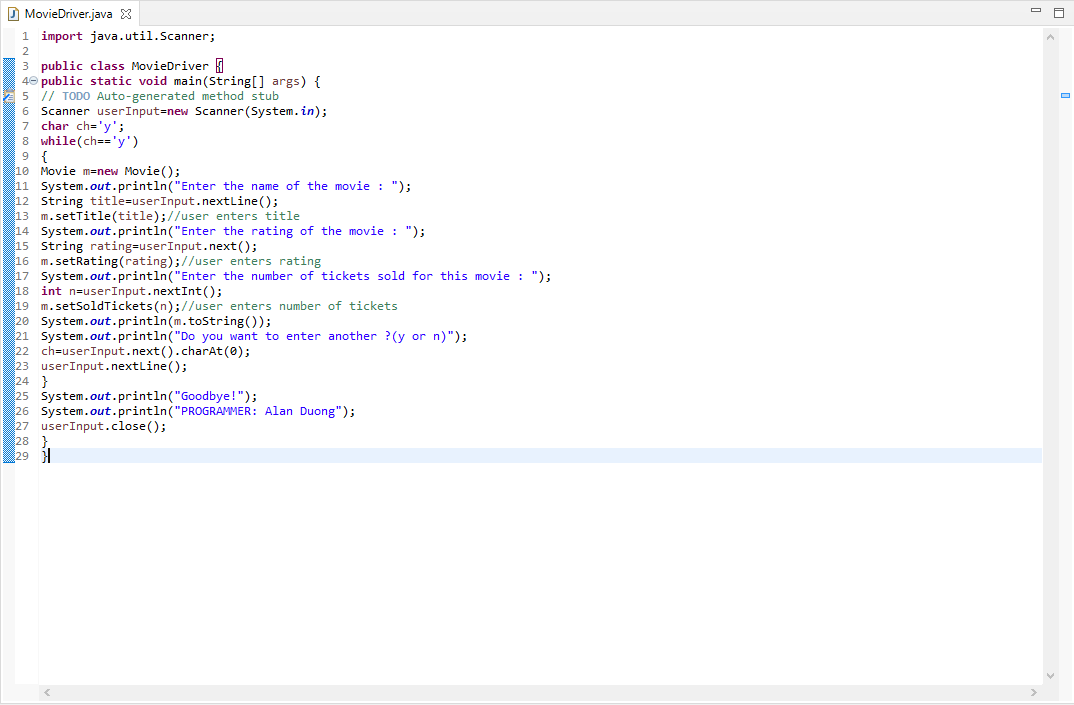 MovieDriver.java
1 import java.util.Scanner;
2
3 public class MovieDriver {
4 public static void main(String[] args) {
5 // TODO Auto-generated method stub
6 Scanner userInput=new Scanner(System.in);
7 char ch='y';
8 while(ch=='y')
9 {
10 Movie m=new Movie();
11 System.out.println("Enter the name of the movie : ");
12 String title=userInput.nextLine();
13 m.setTitle(title);//user enters title
14 System.out.println("Enter the rating of the movie : ");
15 String rating=userInput.next();
16 m.setRating(rating);//user enters rating
17 System.out.println("Enter the number of tickets sold for this movie : ");
18 int n=userInput.nextInt();
19 m.setSoldTickets(n);//user enters number of tickets
20 System.out.println(m.toString());
21 System.out.println("Do you want to enter another ?(y or n)");
22 ch=userInput.next().charAt(0);
23 userInput.nextLine();
24 }
25 System.out.println("Goodbye!");
26 System.out.println("PROGRAMMER: Alan Duong");
27 userInput.close();
28 }
29 }